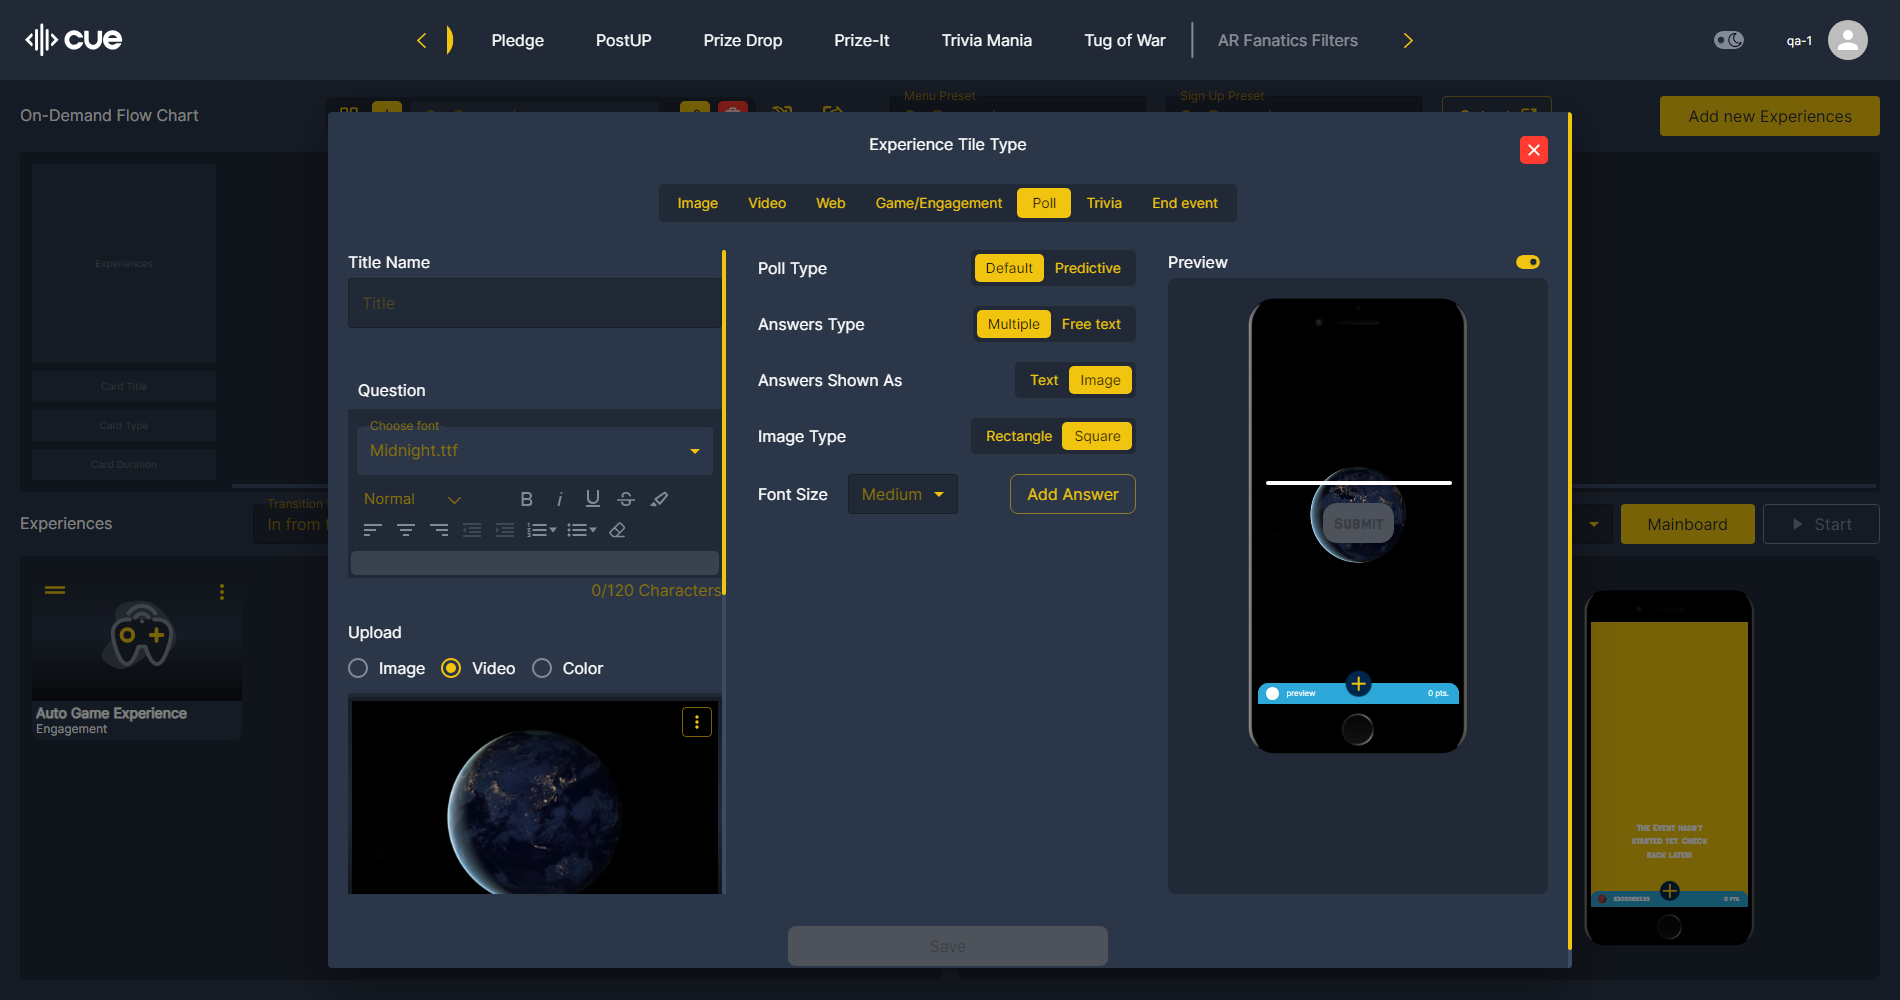 cue
Pledge
PostUP
Prize Drop
Prize-It
Trivia Mania
Tug of War
AR Fanatics Filters
qa-1
On-Demand Flow Chart
Menu Preset
Sign Up Preset
Add new Experiences
Experience Tile Type
Image
Video
Web
Game/Engagement
Poll
Trivia
End event
Experiences
Card Title
Card Type
Card Duration
Title Name
Title
Question
Choose font
Midnight.ttf
Normal
B i U S
0/120 Characters
Upload
Image
Video
Color
Poll Type
Default
Predictive
Answers Type
Multiple
Free text
Answers Shown As
Text
Image
Image Type
Rectangle
Square
Font Size
Medium
Add Answer
Preview
SUBMIT
preview
0 pts.
Save
Experiences
Transition
In from
Mainboard
Start
Auto Game Experience
Engagement
The Event hasn't
started yet. Check
back later!
0 pts.